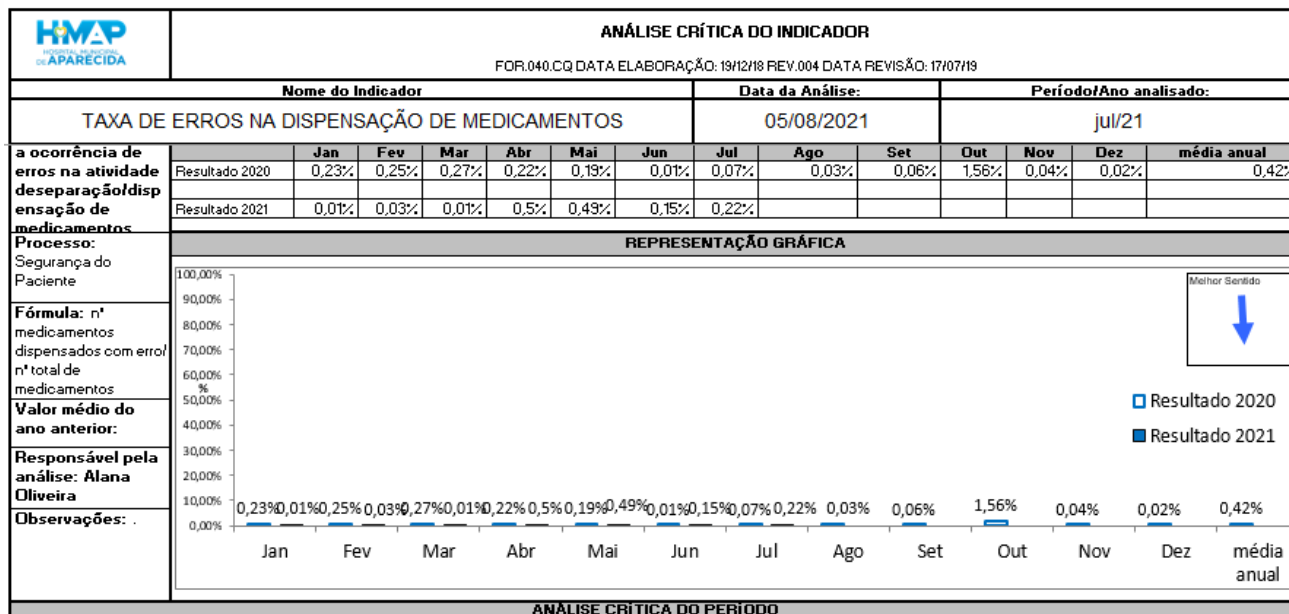 HMAP
HOSPITAL MUNICIPAL
DE APARECIDA
ANÁLISE CRÍTICA DO INDICADOR
FOR.040.CQ DATA ELABORAÇÃO: 19/12/18 REV.004 DATA REVISÃO: 17/07/19
Nome do Indicador Data da Análise: Período/Ano analisado:
TAXA DE ERROS NA DISPENSAÇÃO DE MEDICAMENTOS 05/08/2021 jul/21
a ocorrência de
erros na atividade
deseparação/disp
ensação de
medicamentos
Jan Fev Mar Abr Mai Jun Jul Ago Set Out Nov Dez média anual
Resultado 2020 0,23% 0,25% 0,27% 0,22% 0,19% 0,01% 0,07% 0,03% 0,06% 1,56% 0,04% 0,02% 0,42%
Resultado 2021 0,01% 0,03% 0,01% 0,5% 0,49% 0,15% 0,22%
Processo:
Segurança do
Paciente
Fórmula: nº
medicamentos
dispensados com erro/
nº total de
medicamentos
Valor médio do
ano anterior:
Responsável pela
análise: Alana
Oliveira
Observações: .
REPRESENTAÇÃO GRÁFICA
Melhor Sentido
100,00%
90,00%
80,00%
70,00%
60,00%
%
50,00%
40,00%
30,00%
20,00%
10,00%
0,00%
Resultado 2020
Resultado 2021
0,23% 0,01% 0,25% 0,03% 0,27% 0,01% 0,22% 0,5% 0,19% 0,49% 0,01% 0,15% 0,07% 0,22% 0,03% 0,06% 1,56% 0,04% 0,02% 0,42%
Jan Fev Mar Abr Mai Jun Jul Ago Set Out Nov Dez média
anual
ANÁLISE CRÍTICA DO PERÍODO